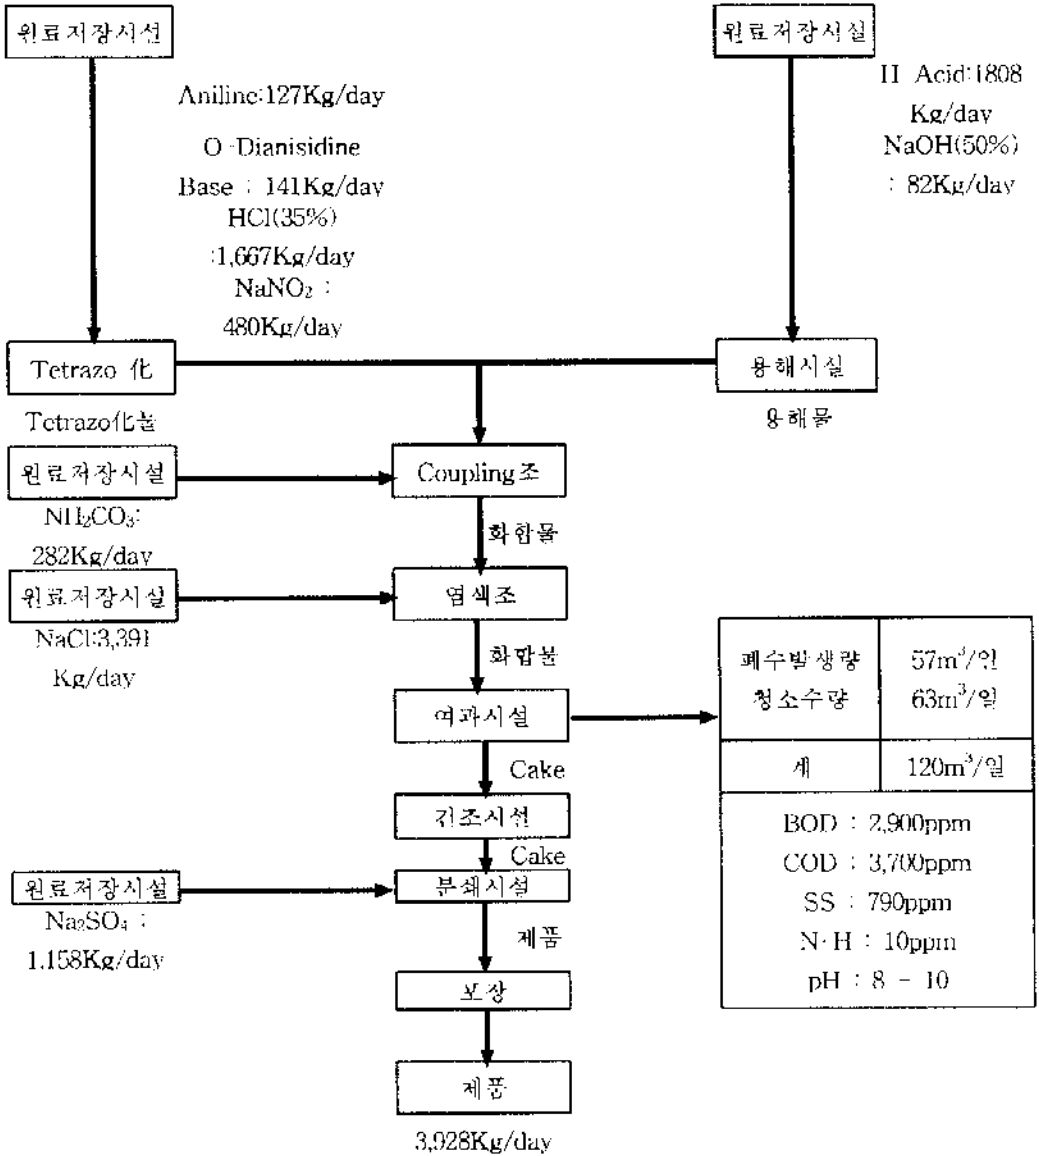 원료저장시설
원료저장시설
Aniline:127Kg/day
O-Dianisidine
Base : 141Kg/day
HCl(35%)
:1,667Kg/day
NaNO₂ :
480Kg/day
H Acid:1808
Kg/day
NaOH(50%)
: 82Kg/day
Tetrazo 化
용해시설
Tetrazo化물
용해물
원료저장시설
Coupling조
NH₂CO₃:
282Kg/day
화합물
원료저장시설
염색조
NaCl:3,391
Kg/day
화합물
여과시설
폐수발생량 57m³/일
청소수량 63m³/일
계 120m³/일
BOD : 2,900ppm
COD : 3,700ppm
SS : 790ppm
N·H : 10ppm
pH : 8 - 10
Cake
건조시설
Cake
원료저장시설
분쇄시설
Na₂SO₄ :
1,158Kg/day
제품
포장
제품
3,928Kg/day